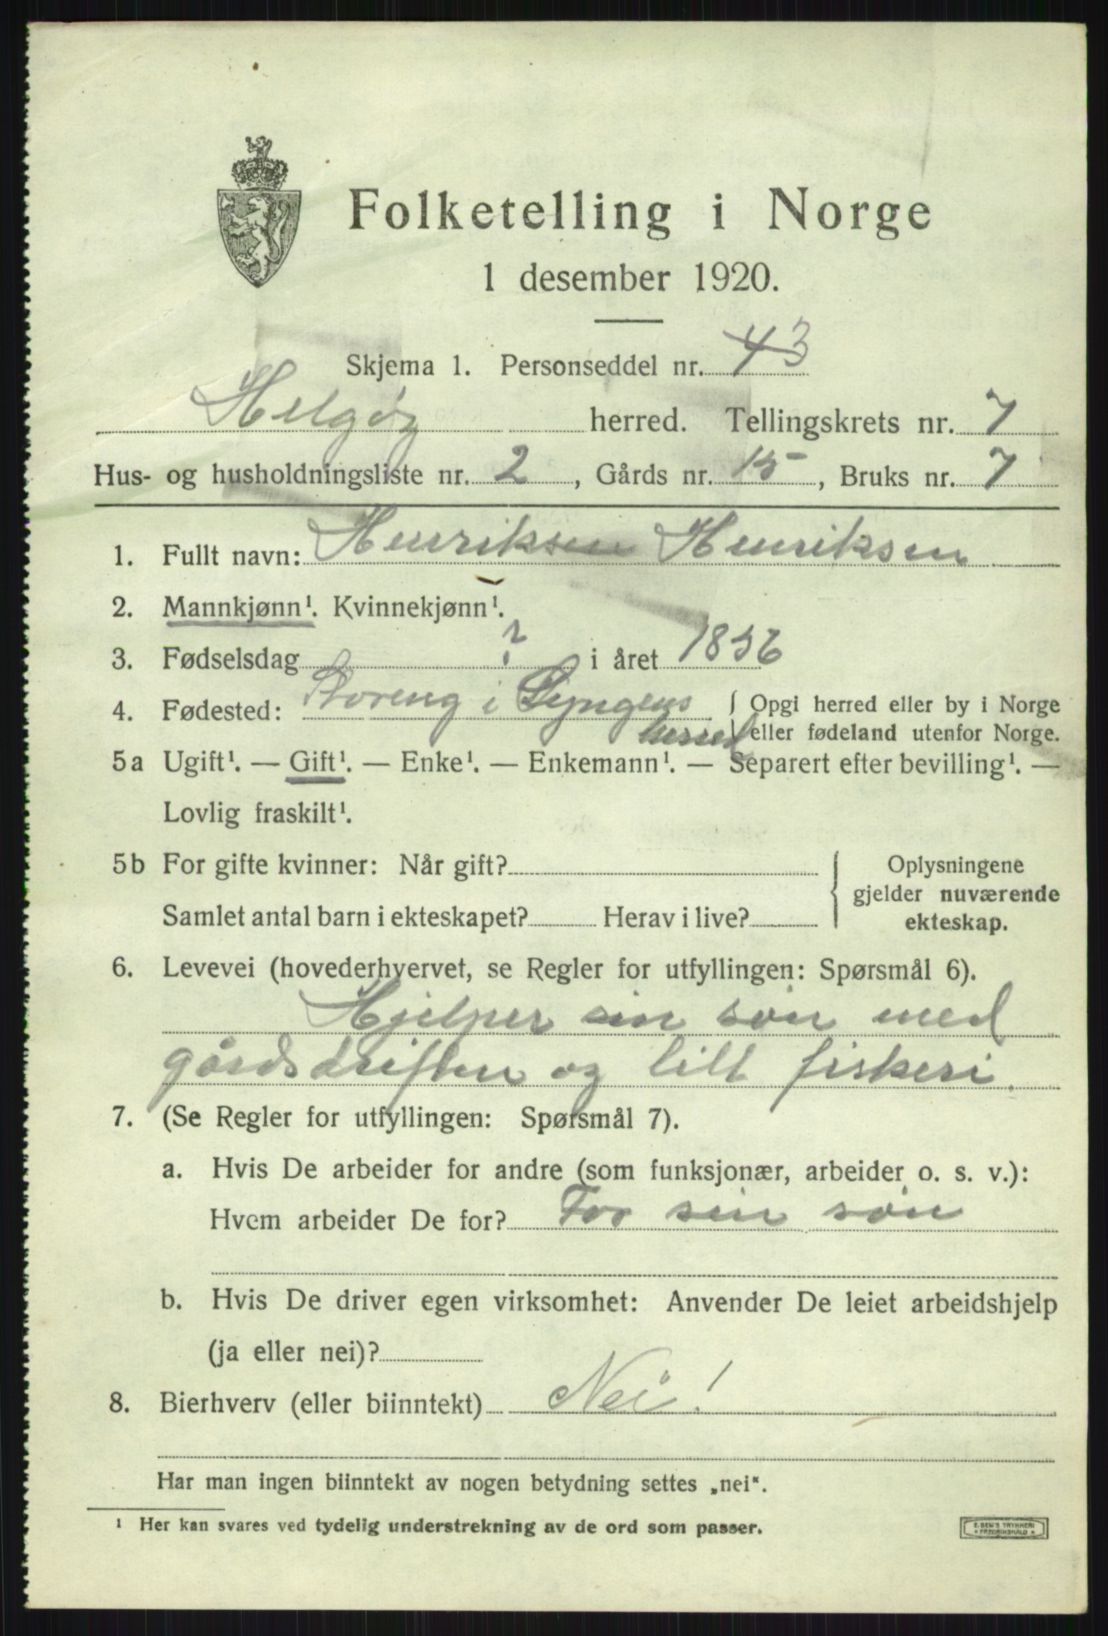 Folketelling i Norge
1 desember 1920.
Skjema 1. Personseddel nr. 43
Helgøy herred. Tellingskrets nr. 7
Hus- og husholdningsliste nr. 2, Gårds nr. 15, Bruks nr. 7
1. Fullt navn: Henriksen Henriksen
2. Mannkjønn¹. Kvinnekjønn¹.
3. Fødselsdag ? i året 1856
4. Fødested: Storeng i Lyngens herred { Opgi herred eller by i Norge
eller fødeland utenfor Norge.
5a Ugift¹. — Gift¹. — Enke¹. — Enkemann¹. — Separert efter bevilling¹. —
Lovlig fraskilt¹.
5b For gifte kvinner: Når gift? { Oplysningene
gjelder nuværende
Samlet antal barn i ekteskapet? Herav i live? ekteskap.
6. Levevei (hovederhvervet, se Regler for utfyllingen: Spørsmål 6).
Hjelper sin søn med
gårdsdriften og litt fiskeri.
7. (Se Regler for utfyllingen: Spørsmål 7).
a. Hvis De arbeider for andre (som funksjonær, arbeider o. s. v.):
Hvem arbeider De for? For sin søn
b. Hvis De driver egen virksomhet: Anvender De leiet arbeidshjelp
(ja eller nei)?
8. Bierhverv (eller biinntekt) Nei!
Har man ingen biinntekt av nogen betydning settes „nei“.
¹ Her kan svares ved tydelig understrekning av de ord som passer.
E. SEM'S TRYKKERI
FREDRIKSHALD